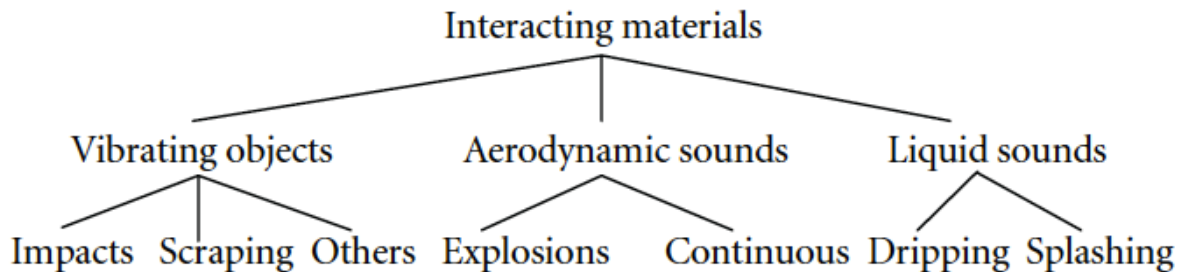 Interacting materials
Vibrating objects Aerodynamic sounds Liquid sounds
Impacts Scraping Others Explosions Continuous Dripping Splashing